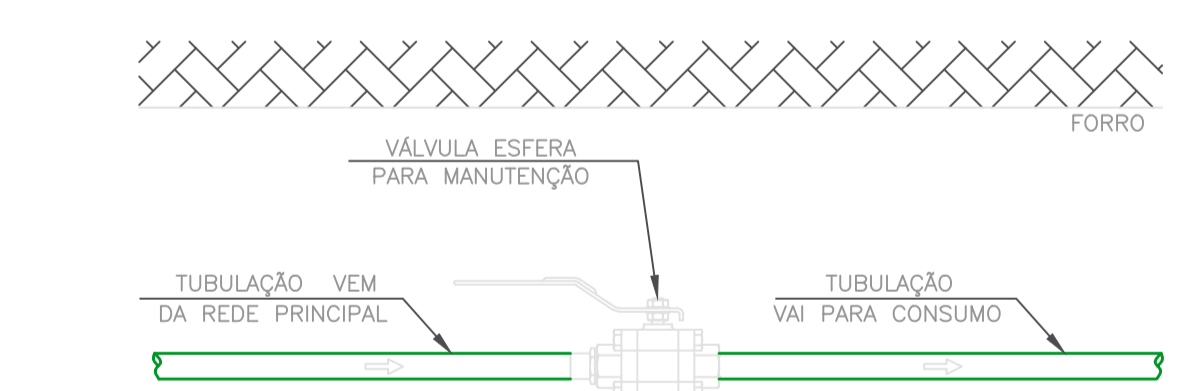 FORRO
VÁLVULA ESFERA
PARA MANUTENÇÃO
TUBULAÇÃO VEM
DA REDE PRINCIPAL
TUBULAÇÃO
VAI PARA CONSUMO